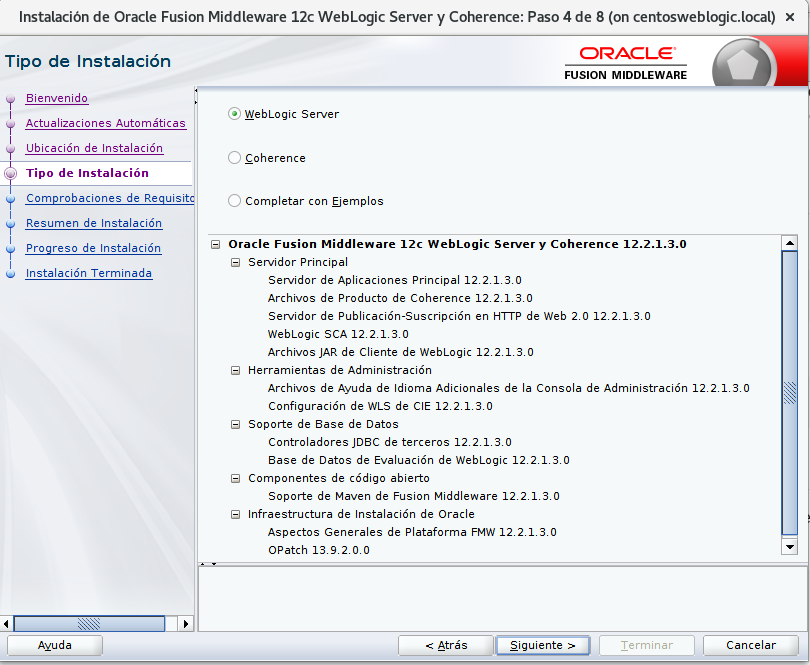 Instalación de Oracle Fusion Middleware 12c WebLogic Server y Coherence: Paso 4 de 8 (on centosweblogic.local)
Tipo de Instalación
ORACLE
FUSION MIDDLEWARE
Bienvenido
Actualizaciones Automáticas
Ubicación de Instalación
Tipo de Instalación
Comprobaciones de Requisito
Resumen de Instalación
Progreso de Instalación
Instalación Terminada
WebLogic Server
Coherence
Completar con Ejemplos
Oracle Fusion Middleware 12c WebLogic Server y Coherence 12.2.1.3.0
Servidor Principal
Servidor de Aplicaciones Principal 12.2.1.3.0
Archivos de Producto de Coherence 12.2.1.3.0
Servidor de Publicación-Suscripción en HTTP de Web 2.0 12.2.1.3.0
WebLogic SCA 12.2.1.3.0
Archivos JAR de Cliente de WebLogic 12.2.1.3.0
Herramientas de Administración
Archivos de Ayuda de Idioma Adicionales de la Consola de Administración 12.2.1.3.0
Configuración de WLS de CIE 12.2.1.3.0
Soporte de Base de Datos
Controladores JDBC de terceros 12.2.1.3.0
Base de Datos de Evaluación de WebLogic 12.2.1.3.0
Componentes de código abierto
Soporte de Maven de Fusion Middleware 12.2.1.3.0
Infraestructura de Instalación de Oracle
Aspectos Generales de Plataforma FMW 12.2.1.3.0
OPatch 13.9.2.0.0
Ayuda
< Atrás
Siguiente >
Terminar
Cancelar